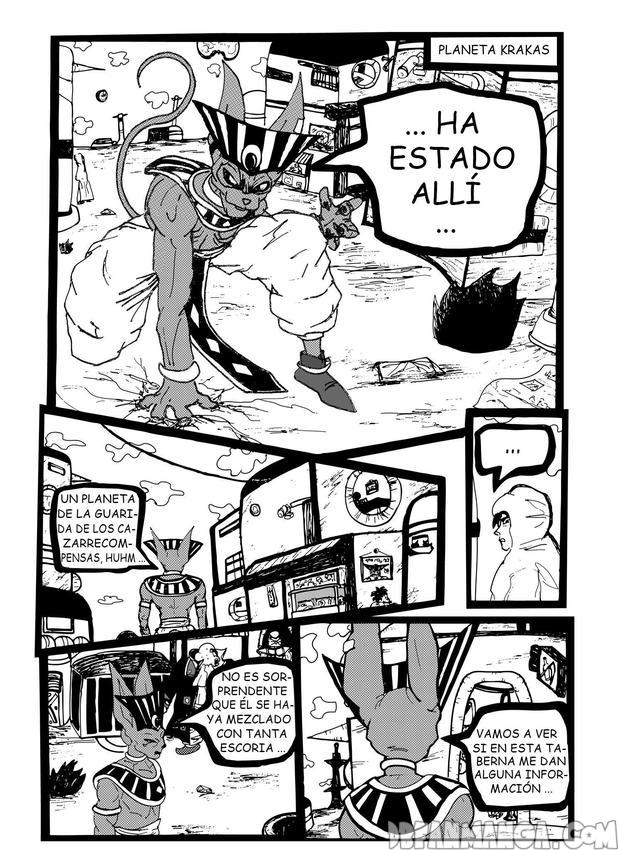 PLANETA KRAKAS
... HA
ESTADO
ALLÍ
...
...
UN PLANETA
DE LA GUARI-
DA DE LOS CA-
ZARRECOM-
PENSAS, HUHM ...
NO ES SOR-
PRENDENTE
QUE ÉL SE HA-
YA MEZCLADO
CON TANTA
ESCORIA ...
VAMOS A VER
SI EN ESTA TA-
BERNA ME DAN
ALGUNA INFOR-
MACIÓN ...
DBFANMANGA.COM